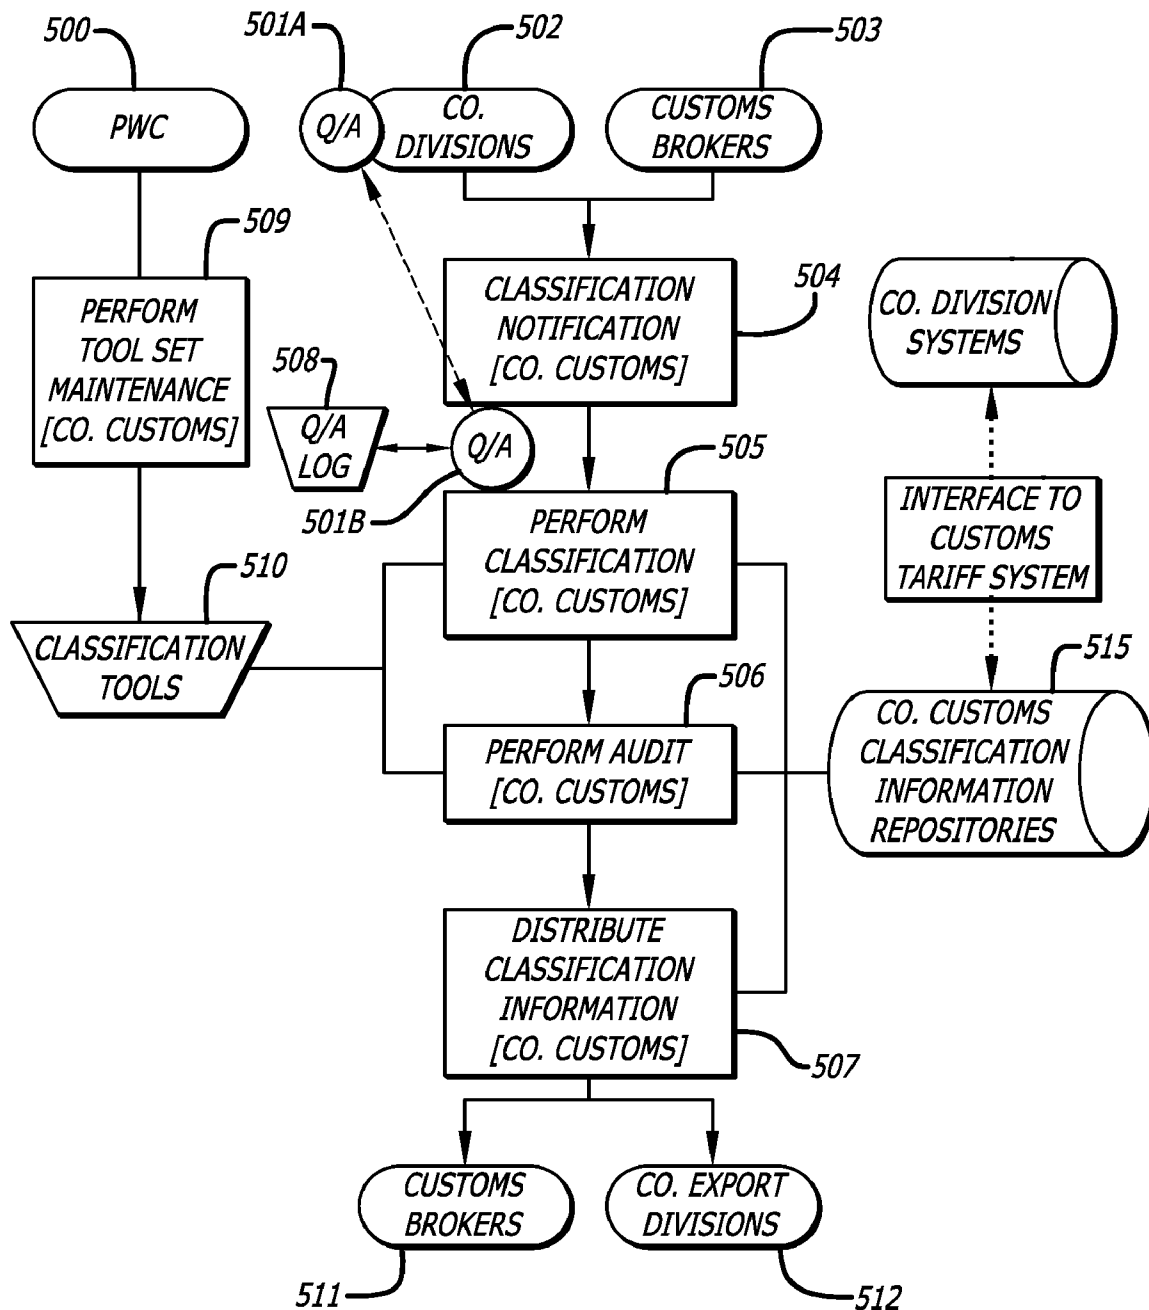 500
501A
502
503
PWC
Q/A
CO.
DIVISIONS
CUSTOMS
BROKERS
509
PERFORM
TOOL SET
MAINTENANCE
[CO. CUSTOMS]
CLASSIFICATION
NOTIFICATION
[CO. CUSTOMS]
504
CO. DIVISION
SYSTEMS
508
Q/A
LOG
Q/A
501B
505
PERFORM
CLASSIFICATION
[CO. CUSTOMS]
INTERFACE TO
CUSTOMS
TARIFF SYSTEM
510
CLASSIFICATION
TOOLS
506
PERFORM AUDIT
[CO. CUSTOMS]
515
CO. CUSTOMS
CLASSIFICATION
INFORMATION
REPOSITORIES
DISTRIBUTE
CLASSIFICATION
INFORMATION
[CO. CUSTOMS]
507
CUSTOMS
BROKERS
CO. EXPORT
DIVISIONS
511
512